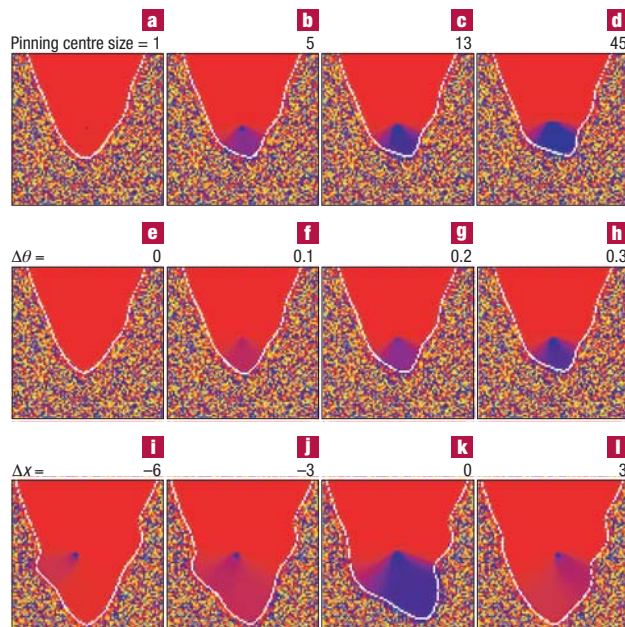 a b c d
Pinning centre size = 1 5 13 45
e f g h
Δθ = 0 0.1 0.2 0.3
i j k l
Δx = −6 −3 0 3